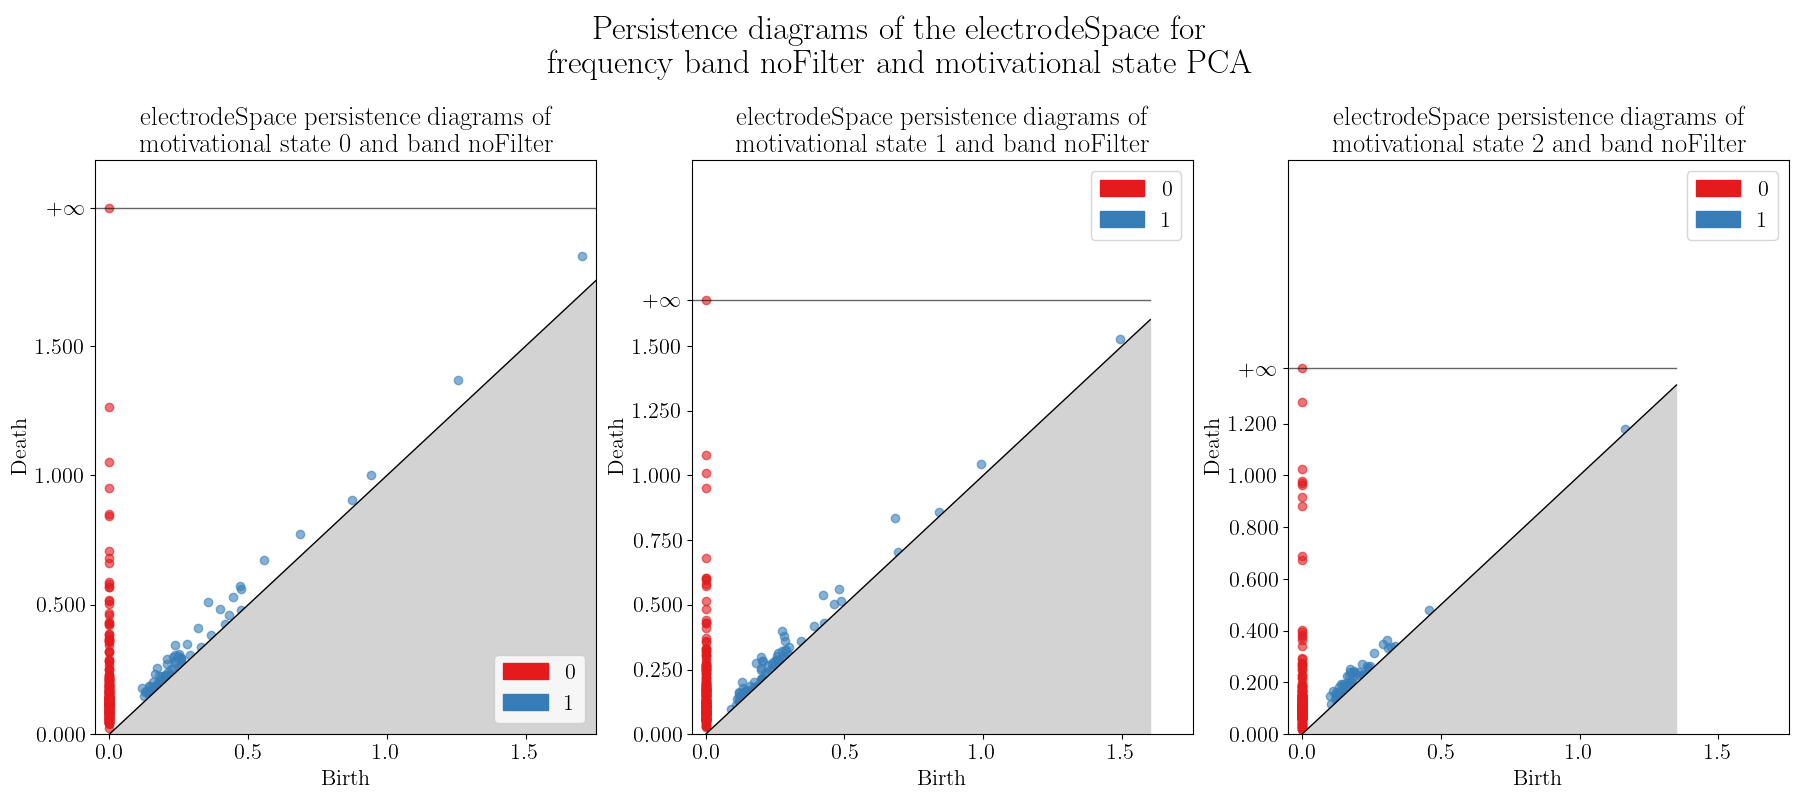 Persistence diagrams of the electrodeSpace for
frequency band noFilter and motivational state PCA
electrodeSpace persistence diagrams of
motivational state 0 and band noFilter
+∞
1.500
1.000
0.500
0.000
Death
0.0
0.5
1.0
1.5
Birth
0
1
electrodeSpace persistence diagrams of
motivational state 1 and band noFilter
0
1
+∞
1.500
1.250
1.000
0.750
0.500
0.250
0.000
Death
0.0
0.5
1.0
1.5
Birth
electrodeSpace persistence diagrams of
motivational state 2 and band noFilter
0
1
+∞
1.200
1.000
0.800
0.600
0.400
0.200
0.000
Death
0.0
0.5
1.0
1.5
Birth